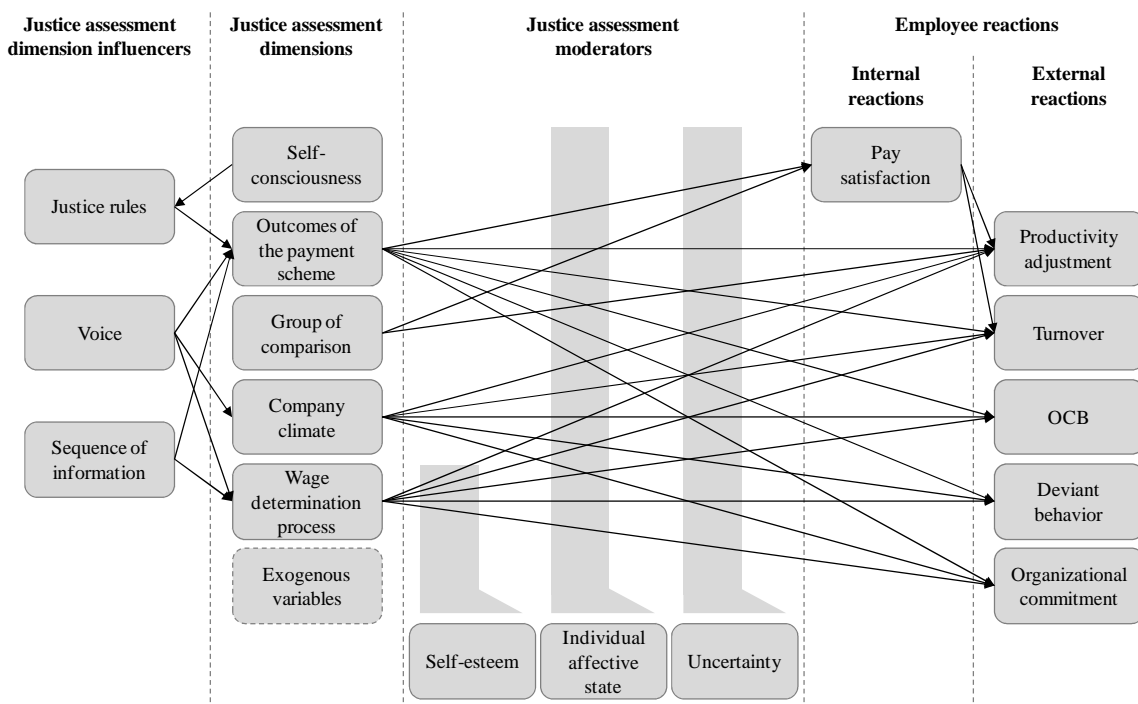 Justice assessment
dimension influencers
Justice assessment
dimensions
Justice assessment
moderators
Employee reactions
Internal
reactions
External
reactions
Justice rules
Voice
Sequence of
information
Self-
consciousness
Outcomes of
the payment
scheme
Group of
comparison
Company
climate
Wage
determination
process
Exogenous
variables
Self-esteem
Individual
affective
state
Uncertainty
Pay
satisfaction
Productivity
adjustment
Turnover
OCB
Deviant
behavior
Organizational
commitment